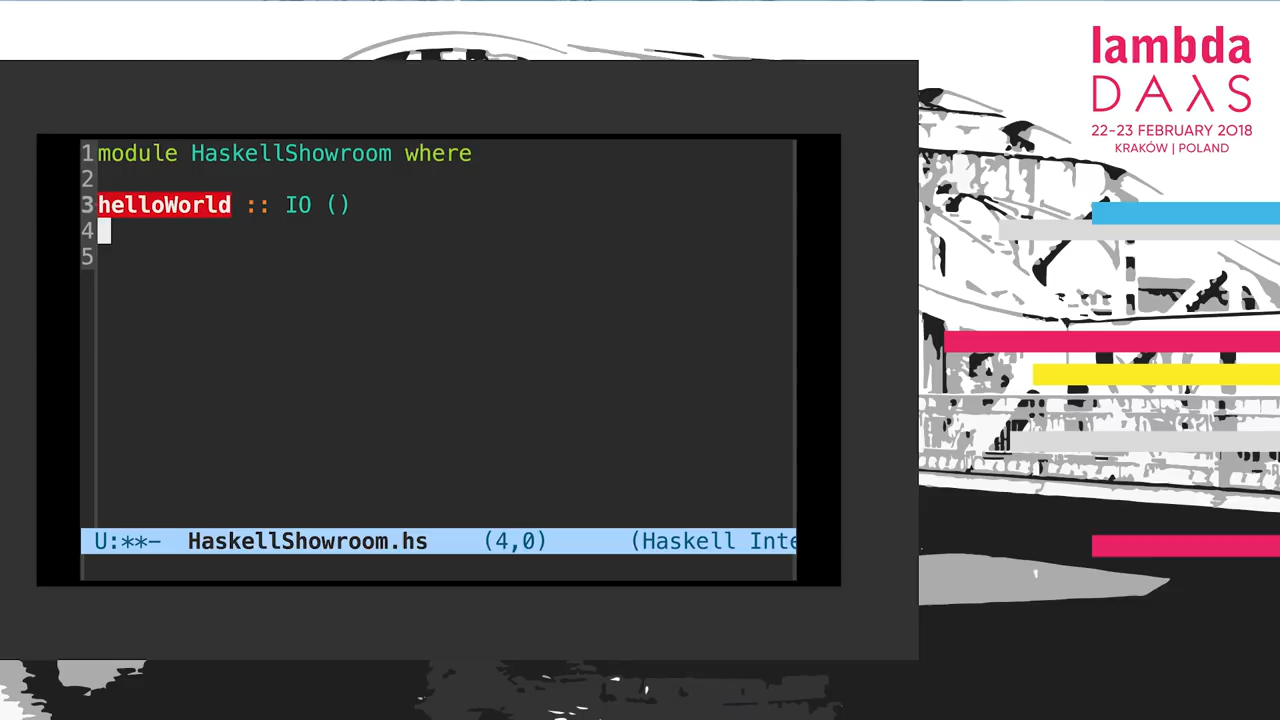 lambda
DAλS
22-23 FEBRUARY 2018
KRAKÓW | POLAND
1 module HaskellShowroom where
2
3 helloWorld :: IO ()
4
5
U:**- HaskellShowroom.hs (4,0) (Haskell Inte